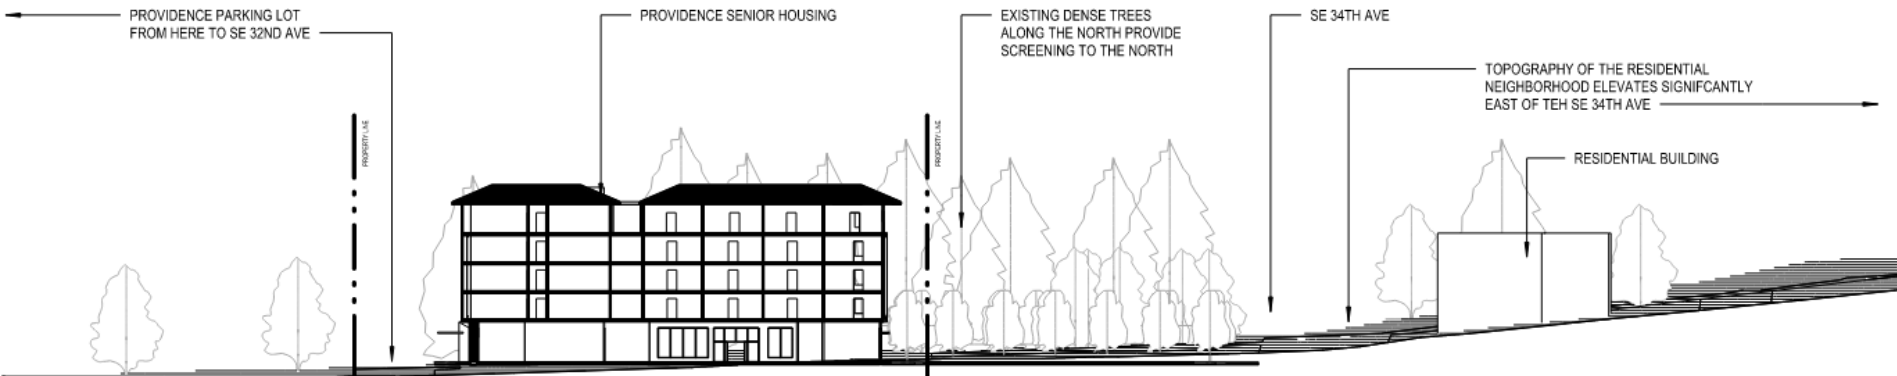 PROVIDENCE PARKING LOT
FROM HERE TO SE 32ND AVE
PROVIDENCE SENIOR HOUSING
EXISTING DENSE TREES
ALONG THE NORTH PROVIDE
SCREENING TO THE NORTH
SE 34TH AVE
TOPOGRAPHY OF THE RESIDENTIAL
NEIGHBORHOOD ELEVATES SIGNIFCANTLY
EAST OF TEH SE 34TH AVE
RESIDENTIAL BUILDING
PROPERTY LINE
PROPERTY LINE